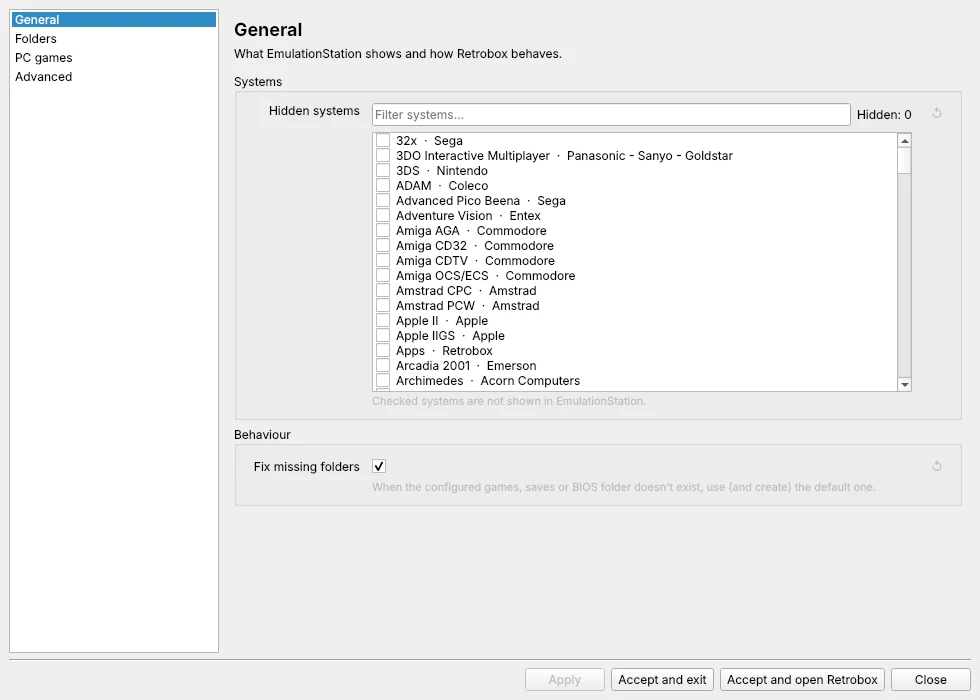 General
Folders
PC games
Advanced
General
What EmulationStation shows and how Retrobox behaves.
Systems
Hidden systems
Filter systems...
Hidden: 0
32x · Sega
3DO Interactive Multiplayer · Panasonic - Sanyo - Goldstar
3DS · Nintendo
ADAM · Coleco
Advanced Pico Beena · Sega
Adventure Vision · Entex
Amiga AGA · Commodore
Amiga CD32 · Commodore
Amiga CDTV · Commodore
Amiga OCS/ECS · Commodore
Amstrad CPC · Amstrad
Amstrad PCW · Amstrad
Apple II · Apple
Apple IIGS · Apple
Apps · Retrobox
Arcadia 2001 · Emerson
Archimedes · Acorn Computers
Checked systems are not shown in EmulationStation.
Behaviour
Fix missing folders
When the configured games, saves or BIOS folder doesn't exist, use (and create) the default one.
Apply
Accept and exit
Accept and open Retrobox
Close